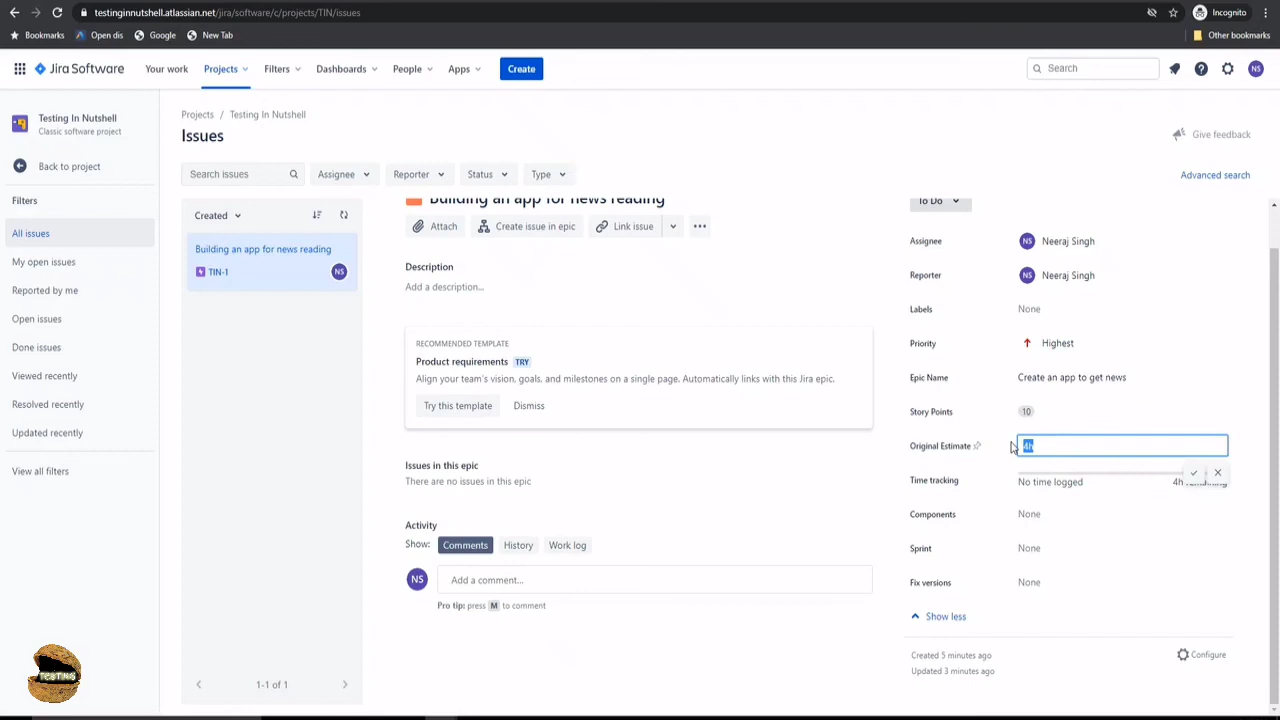 testinginnutshell.atlassian.net/jira/software/c/projects/TIN/issues
Incognito
Bookmarks
Open dis
Google
New Tab
Other bookmarks
Jira Software
Your work
Projects
Filters
Dashboards
People
Apps
Create
Search
NS
Testing In Nutshell
Classic software project
Back to project
Filters
All issues
My open issues
Reported by me
Open issues
Done issues
Viewed recently
Resolved recently
Updated recently
View all filters
Projects / Testing In Nutshell
Issues
Give feedback
Search issues
Assignee
Reporter
Status
Type
Advanced search
Created
Building an app for news reading
TIN-1
NS
1-1 of 1
Building an app for news reading
Attach
Create issue in epic
Link issue
Description
Add a description...
RECOMMENDED TEMPLATE
Product requirements TRY
Align your team's vision, goals, and milestones on a single page. Automatically links with this Jira epic.
Try this template
Dismiss
Issues in this epic
There are no issues in this epic
Activity
Show:
Comments
History
Work log
NS
Add a comment...
Pro tip: press M to comment
To Do
Assignee
NS Neeraj Singh
Reporter
NS Neeraj Singh
Labels
None
Priority
Highest
Epic Name
Create an app to get news
Story Points
10
Original Estimate
4h
Time tracking
No time logged
4h remaining
Components
None
Sprint
None
Fix versions
None
Show less
Created 5 minutes ago
Updated 3 minutes ago
Configure
TESTING